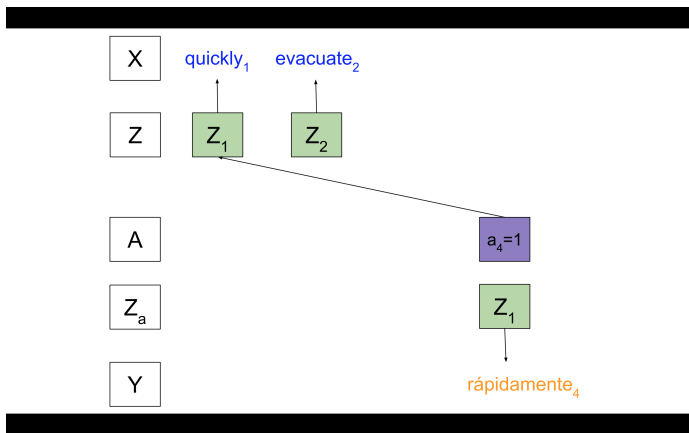 X quickly₁ evacuate₂
Z Z₁ Z₂
A a₄=1
Zₐ Z₁
Y rápidamente₄